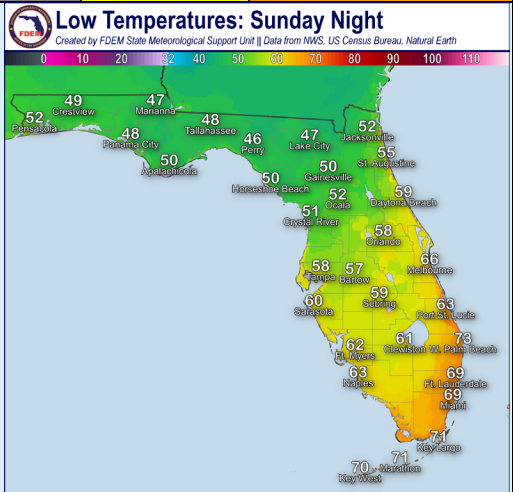 FDEM
Low Temperatures: Sunday Night
Created by FDEM State Meteorological Support Unit || Data from NWS, US Census Bureau, Natural Earth
0 10 20 32 40 50 60 70 80 90 100 110
49
Crestview
47
Marianna
52
Pensacola
48
Tallahassee
48
Panama City
46
Perry
47
Lake City
52
Jacksonville
50
Apalachicola
55
St. Augustine
50
Horseshoe Beach
50
Gainesville
52
Ocala
59
Daytona Beach
51
Crystal River
58
Orlando
66
Melbourne
58
Tampa
57
Bartow
60
Sarasota
59
Sebring
63
Port St. Lucie
62
Ft. Myers
61
Clewiston
73
W. Palm Beach
63
Naples
69
Ft. Lauderdale
69
Miami
71
Key Largo
71
Marathon
70
Key West